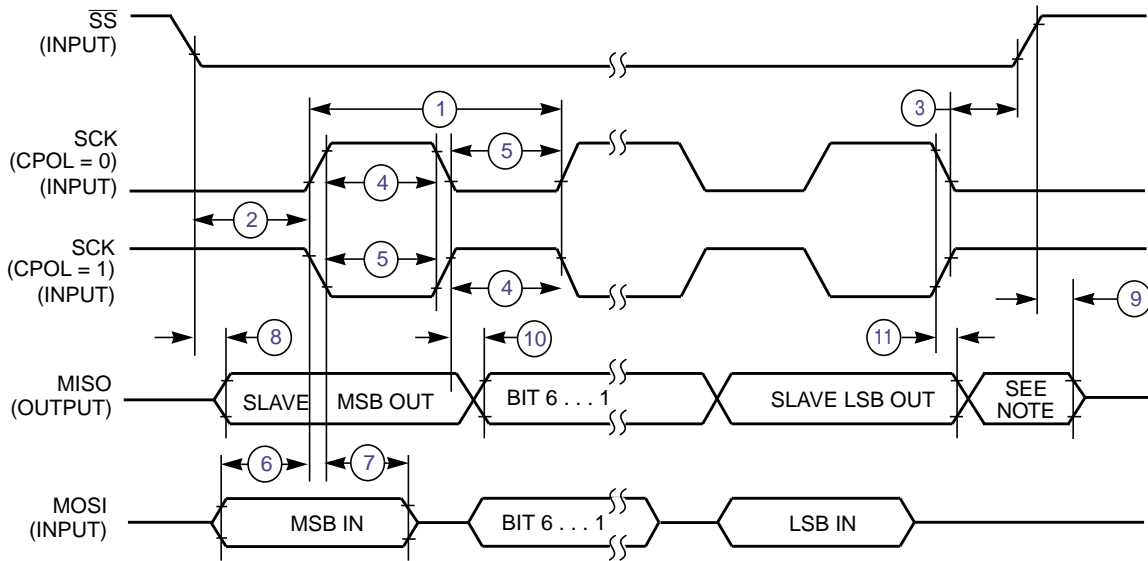 SS
(INPUT)
1
3
SCK
(CPOL = 0)
(INPUT)
5
4
2
SCK
(CPOL = 1)
(INPUT)
5
4
9
8
10
11
MISO
(OUTPUT)
SLAVE MSB OUT
BIT 6 . . . 1
SLAVE LSB OUT
SEE
NOTE
6
7
MOSI
(INPUT)
MSB IN
BIT 6 . . . 1
LSB IN